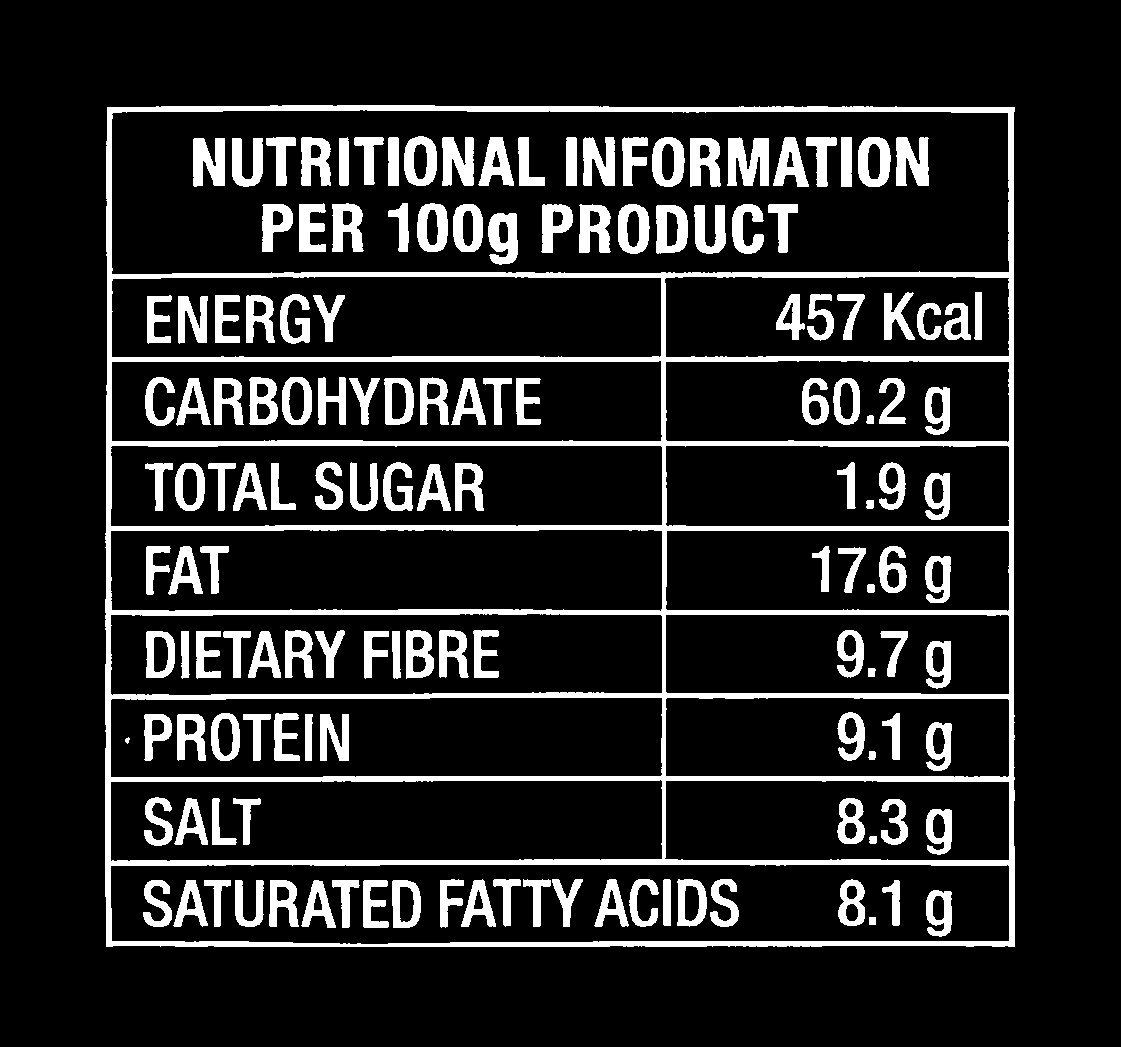 NUTRITIONAL INFORMATION
PER 100g PRODUCT
ENERGY 457 Kcal
CARBOHYDRATE 60.2 g
TOTAL SUGAR 1.9 g
FAT 17.6 g
DIETARY FIBRE 9.7 g
PROTEIN 9.1 g
SALT 8.3 g
SATURATED FATTY ACIDS 8.1 g